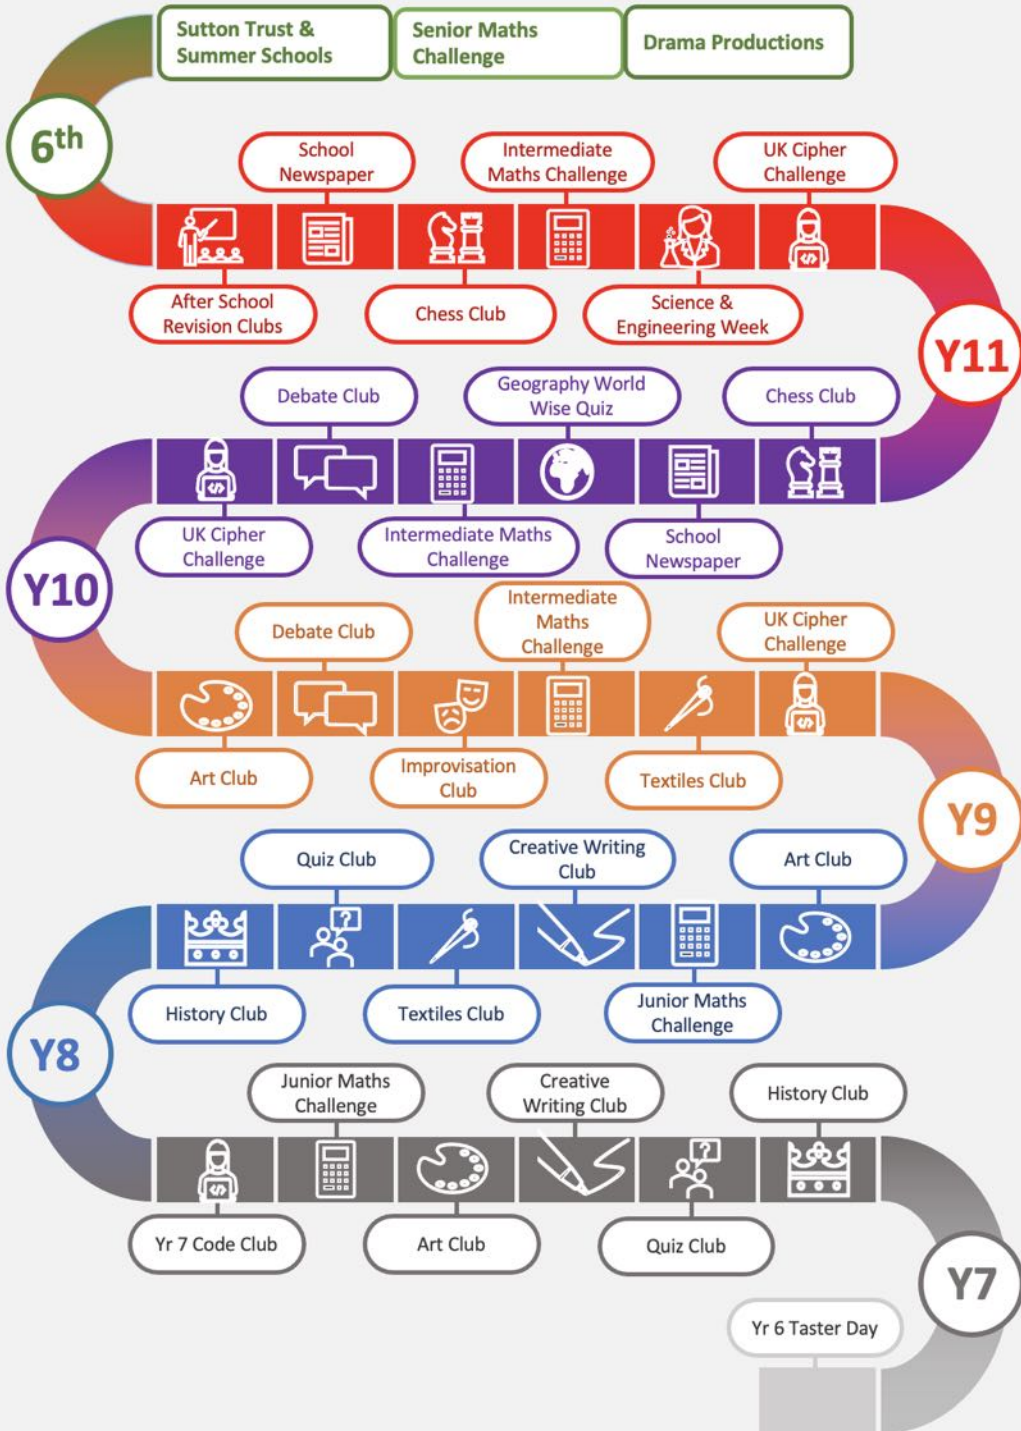 Sutton Trust &
Summer Schools
Senior Maths
Challenge
Drama Productions
6th
School
Newspaper
Intermediate
Maths Challenge
UK Cipher
Challenge
After School
Revision Clubs
Chess Club
Science &
Engineering Week
Y11
Debate Club
Geography World
Wise Quiz
Chess Club
UK Cipher
Challenge
Intermediate Maths
Challenge
School
Newspaper
Y10
Debate Club
Intermediate
Maths
Challenge
UK Cipher
Challenge
Art Club
Improvisation
Club
Textiles Club
Y9
Quiz Club
Creative Writing
Club
Art Club
History Club
Textiles Club
Junior Maths
Challenge
Y8
Junior Maths
Challenge
Creative
Writing Club
History Club
Yr 7 Code Club
Art Club
Quiz Club
Y7
Yr 6 Taster Day